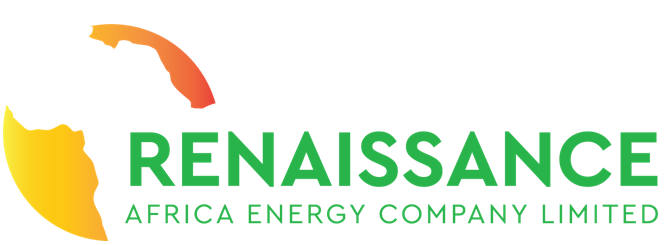 RENAISSANCE
AFRICA ENERGY COMPANY LIMITED